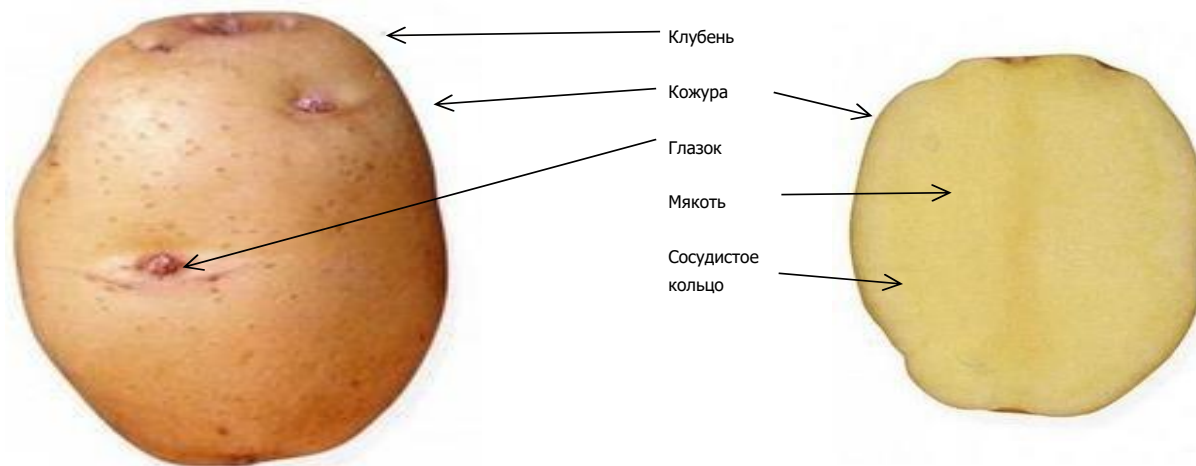 Клубень
Кожура
Глазок
Мякоть
Сосудистое
кольцо